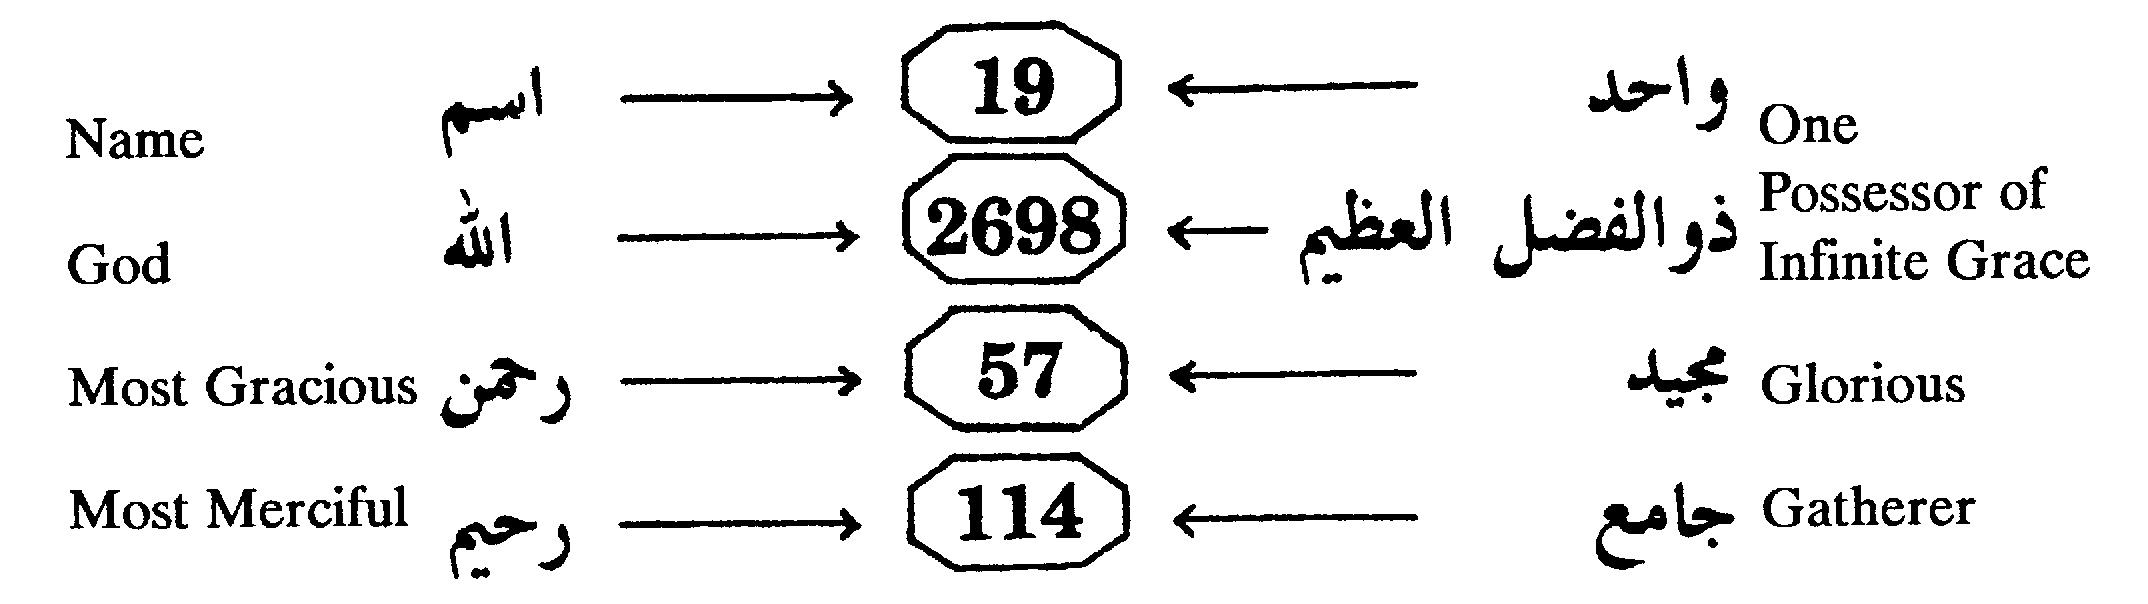 Name اسم 19 واحد One
God الله 2698 ذوالفضل العظيم Possessor of
Infinite Grace
Most Gracious رحمن 57 مجيد Glorious
Most Merciful رحيم 114 جامع Gatherer